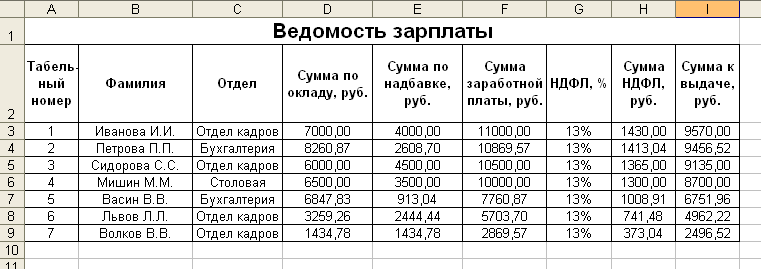 A B C D E F G H I
1 Ведомость зарплаты
2 Табель-ный номер Фамилия Отдел Сумма по окладу, руб. Сумма по надбавке, руб. Сумма заработной платы, руб. НДФЛ, % Сумма НДФЛ, руб. Сумма к выдаче, руб.
3 1 Иванова И.И. Отдел кадров 7000,00 4000,00 11000,00 13% 1430,00 9570,00
4 2 Петрова П.П. Бухгалтерия 8260,87 2608,70 10869,57 13% 1413,04 9456,52
5 3 Сидорова С.С. Отдел кадров 6000,00 4500,00 10500,00 13% 1365,00 9135,00
6 4 Мишин М.М. Столовая 6500,00 3500,00 10000,00 13% 1300,00 8700,00
7 5 Васин В.В. Бухгалтерия 6847,83 913,04 7760,87 13% 1008,91 6751,96
8 6 Львов Л.Л. Отдел кадров 3259,26 2444,44 5703,70 13% 741,48 4962,22
9 7 Волков В.В. Отдел кадров 1434,78 1434,78 2869,57 13% 373,04 2496,52
10
11